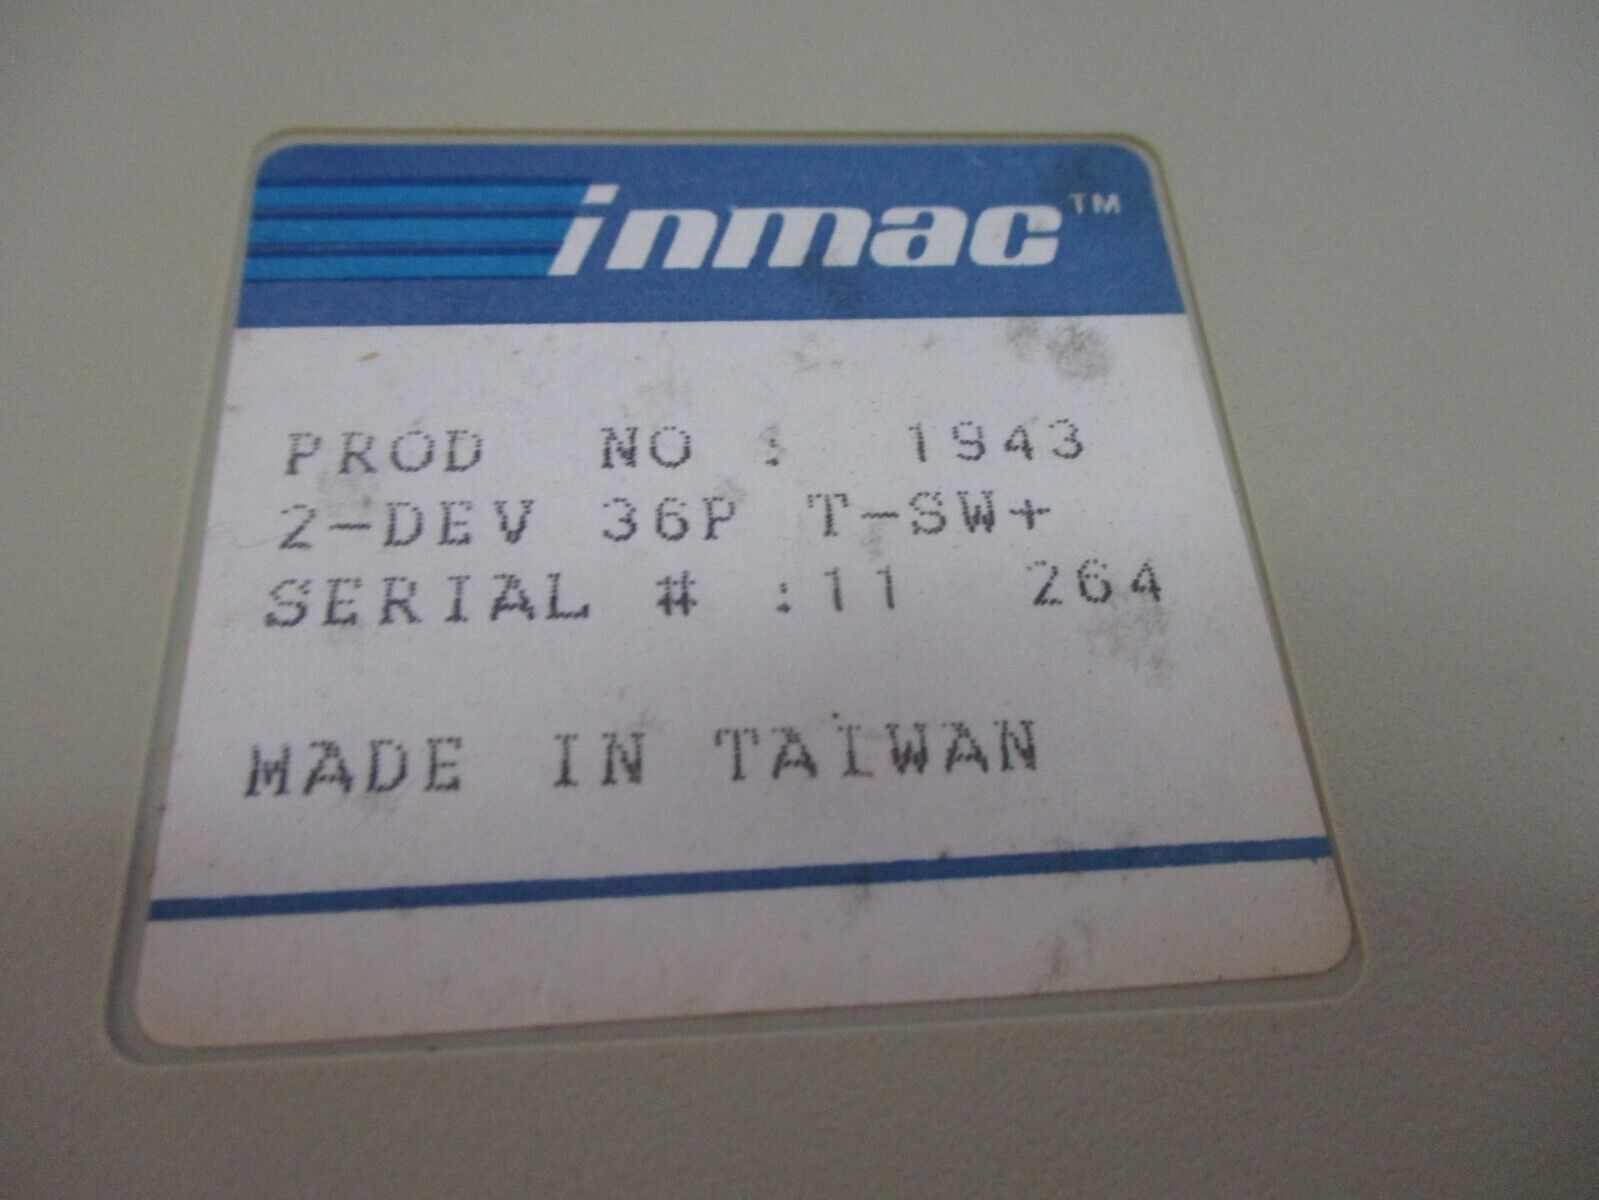 inmac™
PROD NO : 1943
2-DEV 36P T-SW+
SERIAL # :11 264
MADE IN TAIWAN